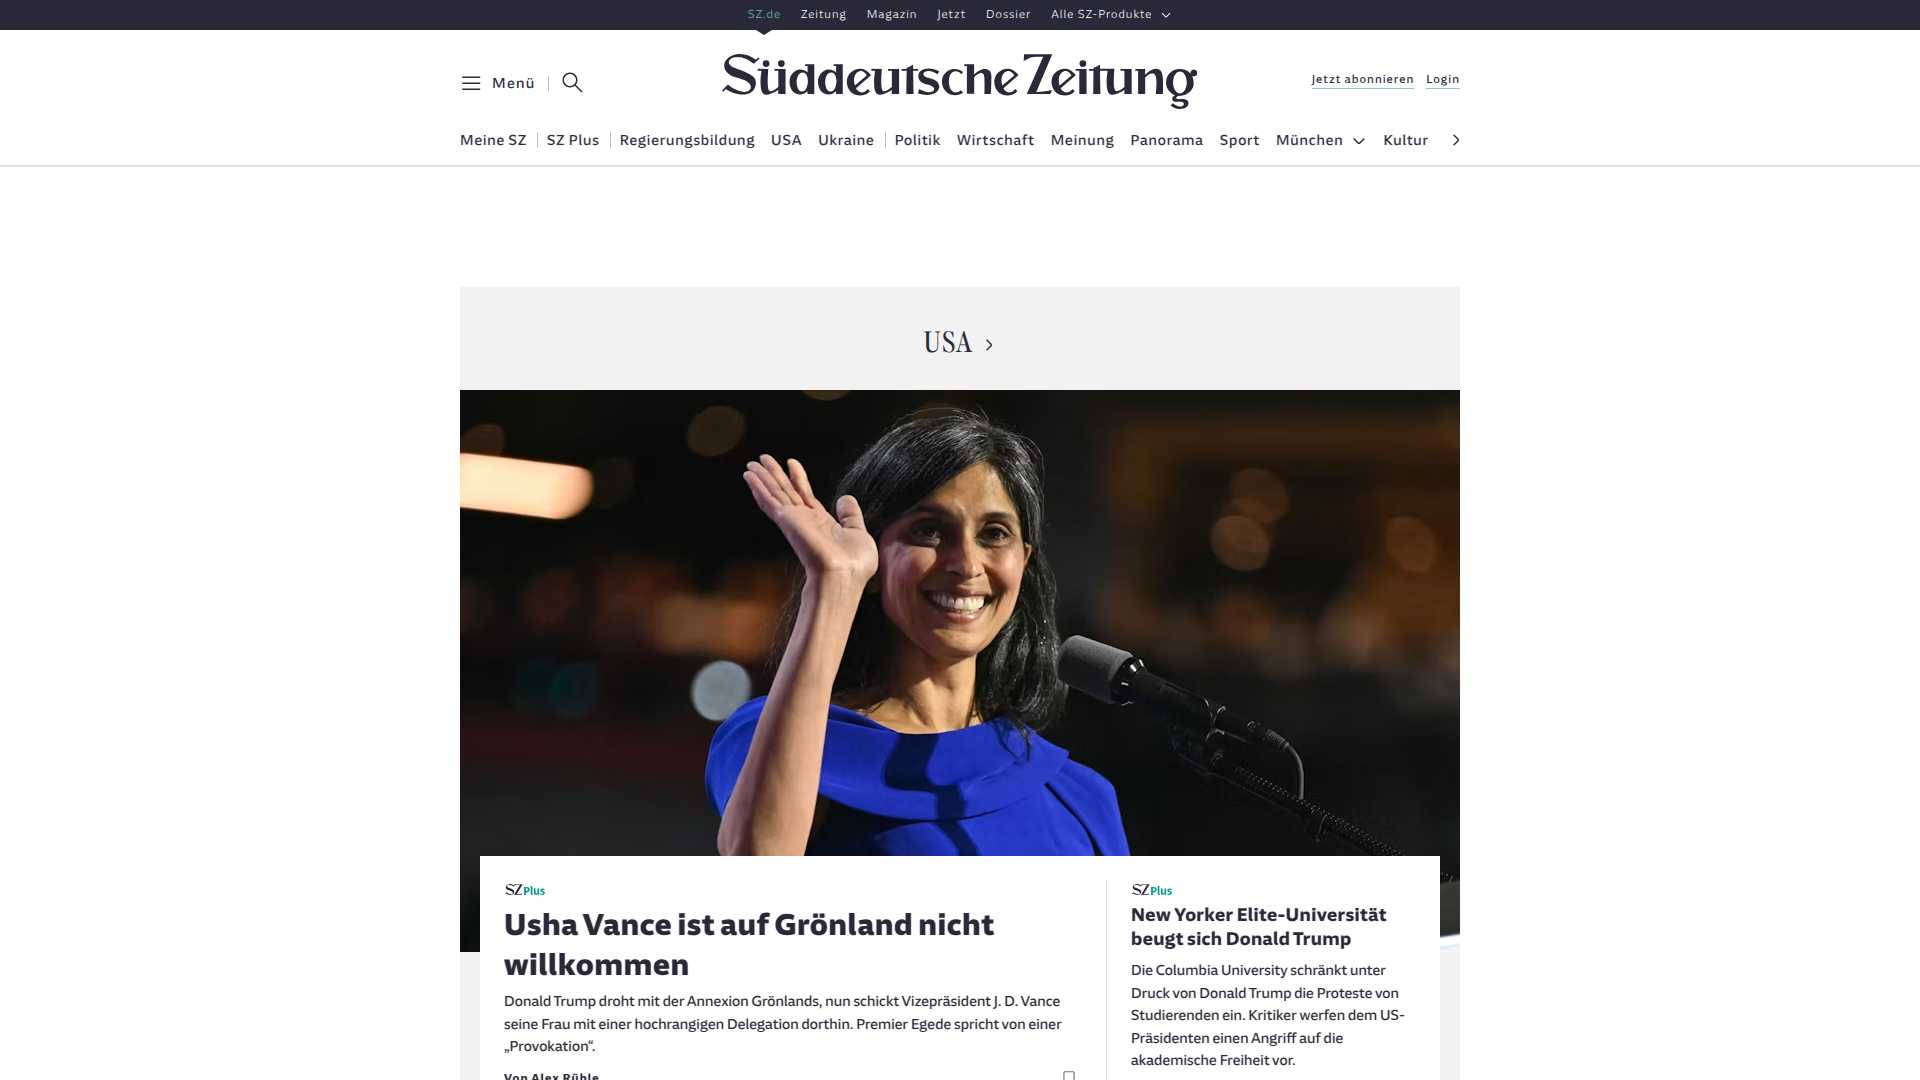 SZ.de Zeitung Magazin Jetzt Dossier Alle SZ-Produkte
Menü
Süddeutsche Zeitung
Jetzt abonnieren Login
Meine SZ SZ Plus Regierungsbildung USA Ukraine Politik Wirtschaft Meinung Panorama Sport München Kultur
USA
SZ Plus
Usha Vance ist auf Grönland nicht
willkommen
Donald Trump droht mit der Annexion Grönlands, nun schickt Vizepräsident J. D. Vance
seine Frau mit einer hochrangigen Delegation dorthin. Premier Egede spricht von einer
„Provokation“.
Von Alex Rühle
SZ Plus
New Yorker Elite-Universität
beugt sich Donald Trump
Die Columbia University schränkt unter
Druck von Donald Trump die Proteste von
Studierenden ein. Kritiker werfen dem US-
Präsidenten einen Angriff auf die
akademische Freiheit vor.